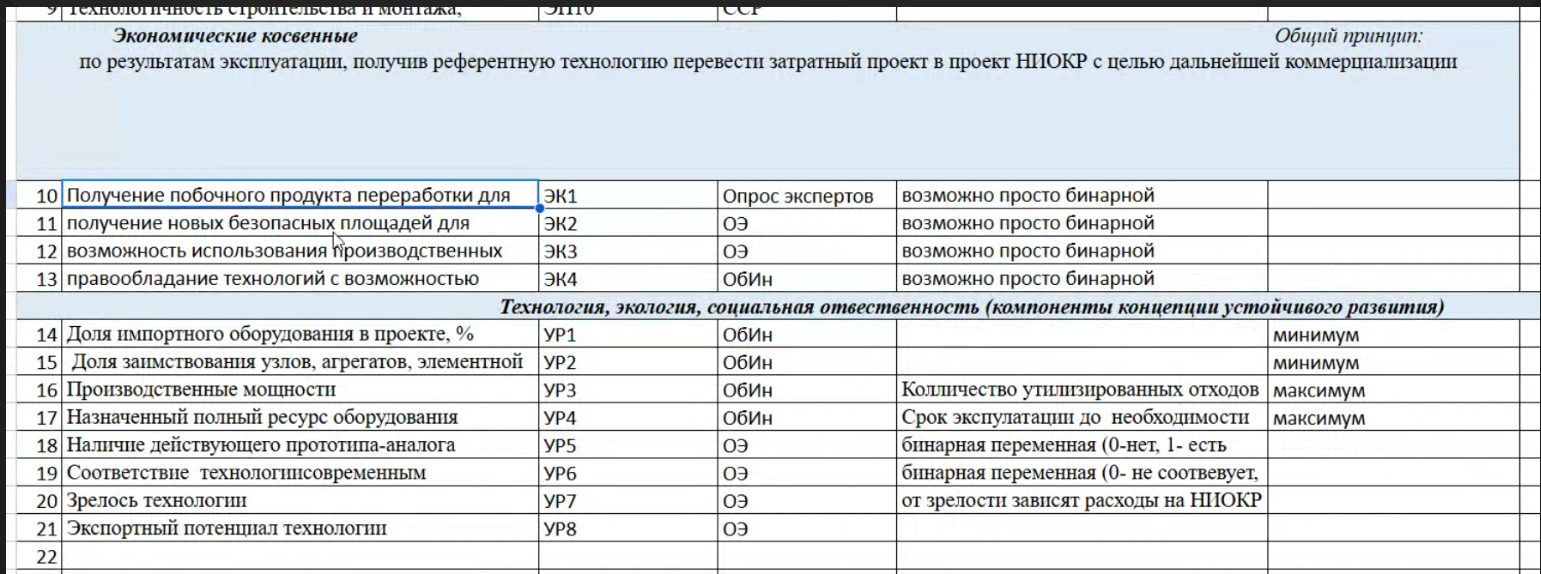 9 Технологичность строительства и монтажа, ЭП10 ССР
Экономические косвенные Общий принцип:
по результатам эксплуатации, получив референтную технологию перевести затратный проект в проект НИОКР с целью дальнейшей коммерциализации
10 Получение побочного продукта переработки для ЭК1 Опрос экспертов возможно просто бинарной
11 получение новых безопасных площадей для ЭК2 ОЭ возможно просто бинарной
12 возможность использования производственных ЭК3 ОЭ возможно просто бинарной
13 правообладание технологий с возможностью ЭК4 ОбИн возможно просто бинарной
Технология, экология, социальная отвественность (компоненты концепции устойчивого развития)
14 Доля импортного оборудования в проекте, % УР1 ОбИн минимум
15 Доля заимствования узлов, агрегатов, элементной УР2 ОбИн минимум
16 Производственные мощности УР3 ОбИн Колличество утилизированных отходов максимум
17 Назначенный полный ресурс оборудования УР4 ОбИн Срок экспулатации до необходимости максимум
18 Наличие действующего прототипа-аналога УР5 ОЭ бинарная переменная (0-нет, 1- есть
19 Соответствие технологиисовременным УР6 ОЭ бинарная переменная (0- не соотвевует,
20 Зрелось технологии УР7 ОЭ от зрелости зависят расходы на НИОКР
21 Экспортный потенциал технологии УР8 ОЭ
22